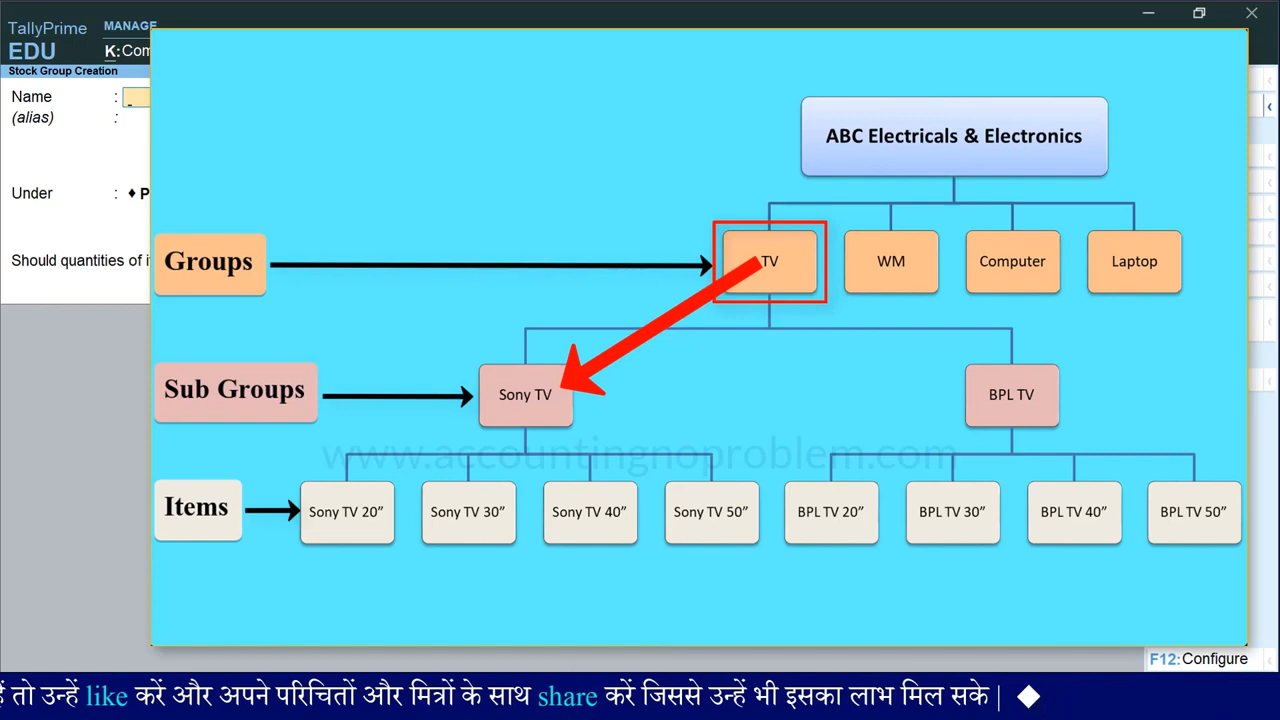 TallyPrime
EDU
MANAGE
K:Com
Stock Group Creation
Name :
(alias) :
Under : ♦ P
Should quantities of it
ABC Electricals & Electronics
Groups
TV
WM
Computer
Laptop
Sub Groups
Sony TV
BPL TV
www.accountingnoproblem.com
Items
Sony TV 20”
Sony TV 30”
Sony TV 40”
Sony TV 50”
BPL TV 20”
BPL TV 30”
BPL TV 40”
BPL TV 50”
F12:Configure
हैं तो उन्हें like करें और अपने परिचितों और मित्रों के साथ share करें जिससे उन्हें भी इसका लाभ मिल सके | ◆